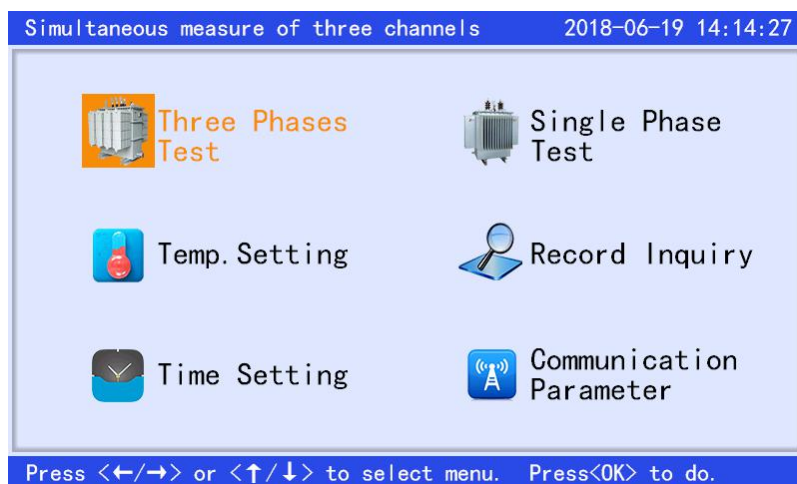 Simultaneous measure of three channels 2018-06-19 14:14:27
Three Phases
Test
Single Phase
Test
Temp.Setting
Record Inquiry
Time Setting
Communication
Parameter
Press <←/→> or <↑/↓> to select menu. Press<OK> to do.